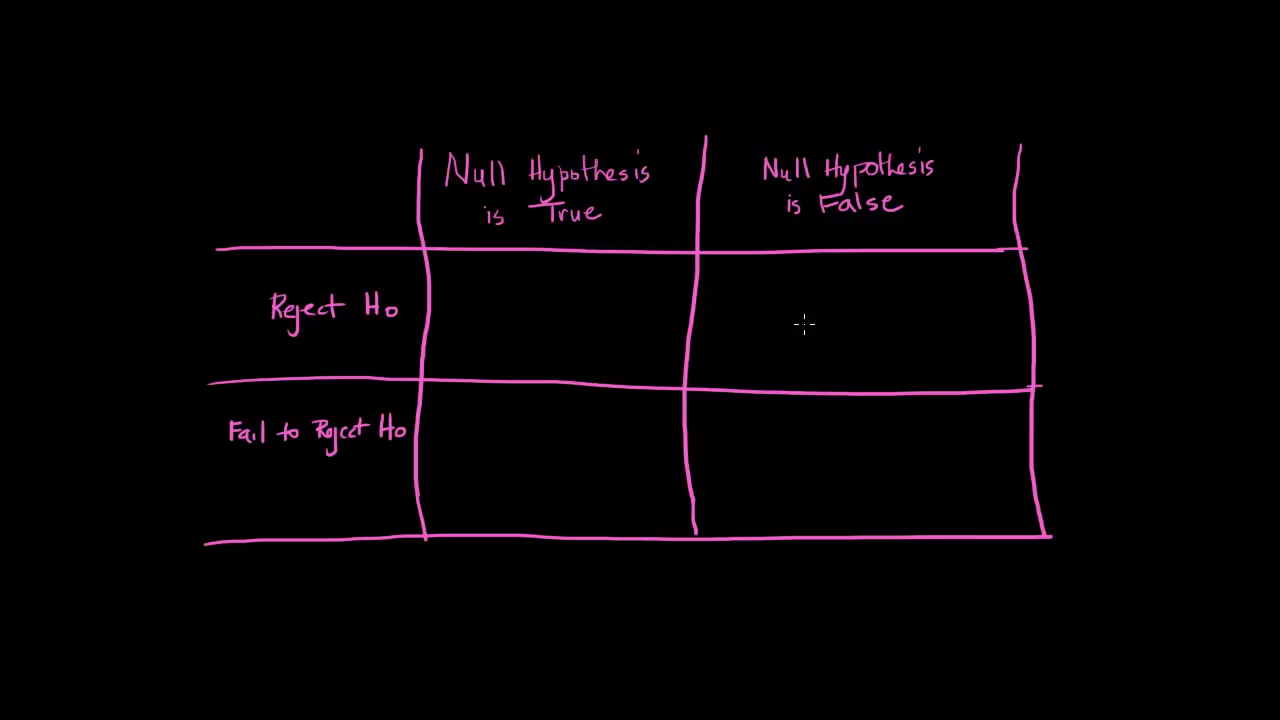 Null Hypothesis
is True
Null Hypothesis
is False
Reject Ho
Fail to Reject Ho